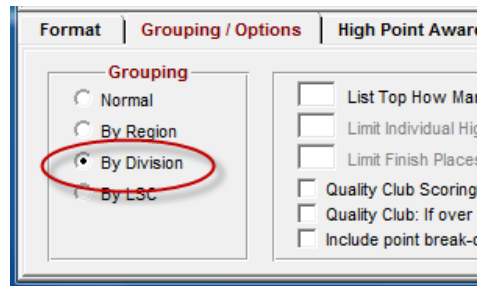 Format Grouping / Options High Point Awar
Grouping
Normal
By Region
By Division
By LSC
List Top How Ma
Limit Individual Hig
Limit Finish Places
Quality Club Scoring
Quality Club: If over
Include point break-